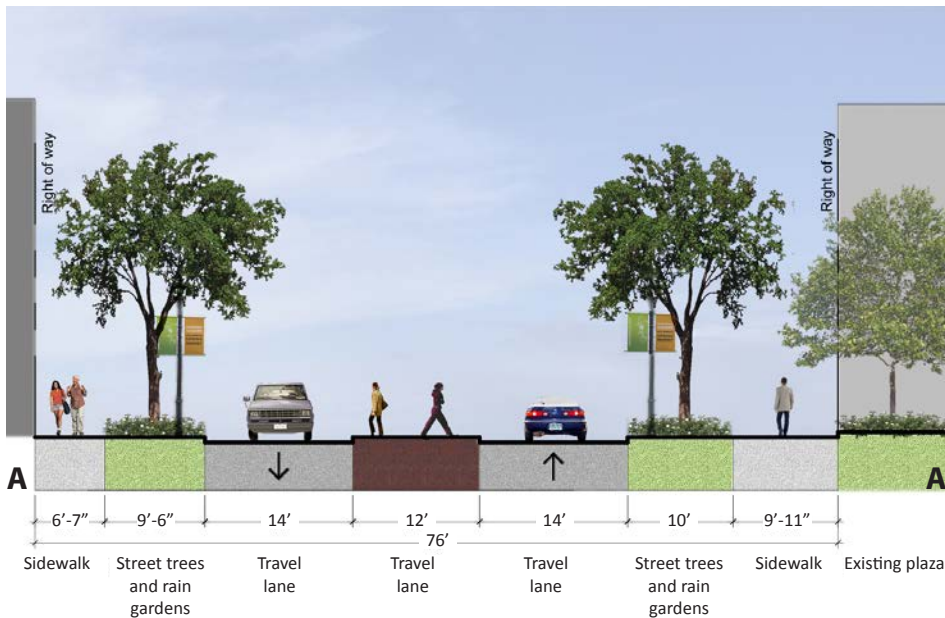 Right of way
Right of way
A
A
6’-7”
9’-6”
14’
12’
14’
10’
9’-11”
76’
Sidewalk
Street trees
and rain
gardens
Travel
lane
Travel
lane
Travel
lane
Street trees
and rain
gardens
Sidewalk
Existing plaza